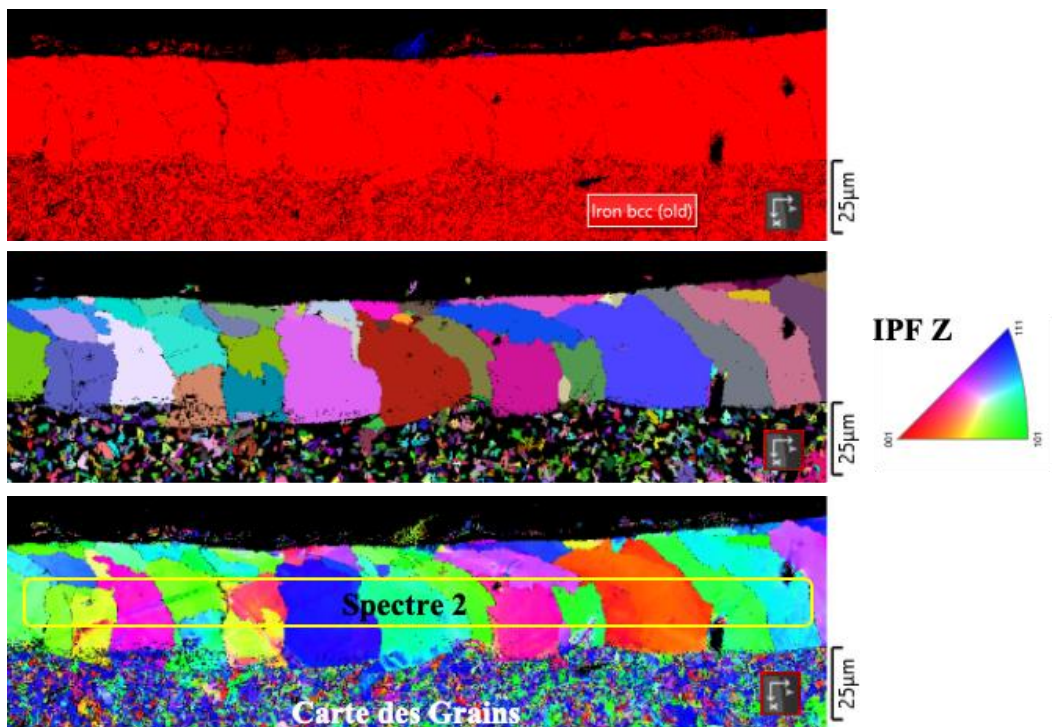 Iron bcc (old)
25µm
IPF Z
111
001
101
25µm
Spectre 2
Carte des Grains
25µm